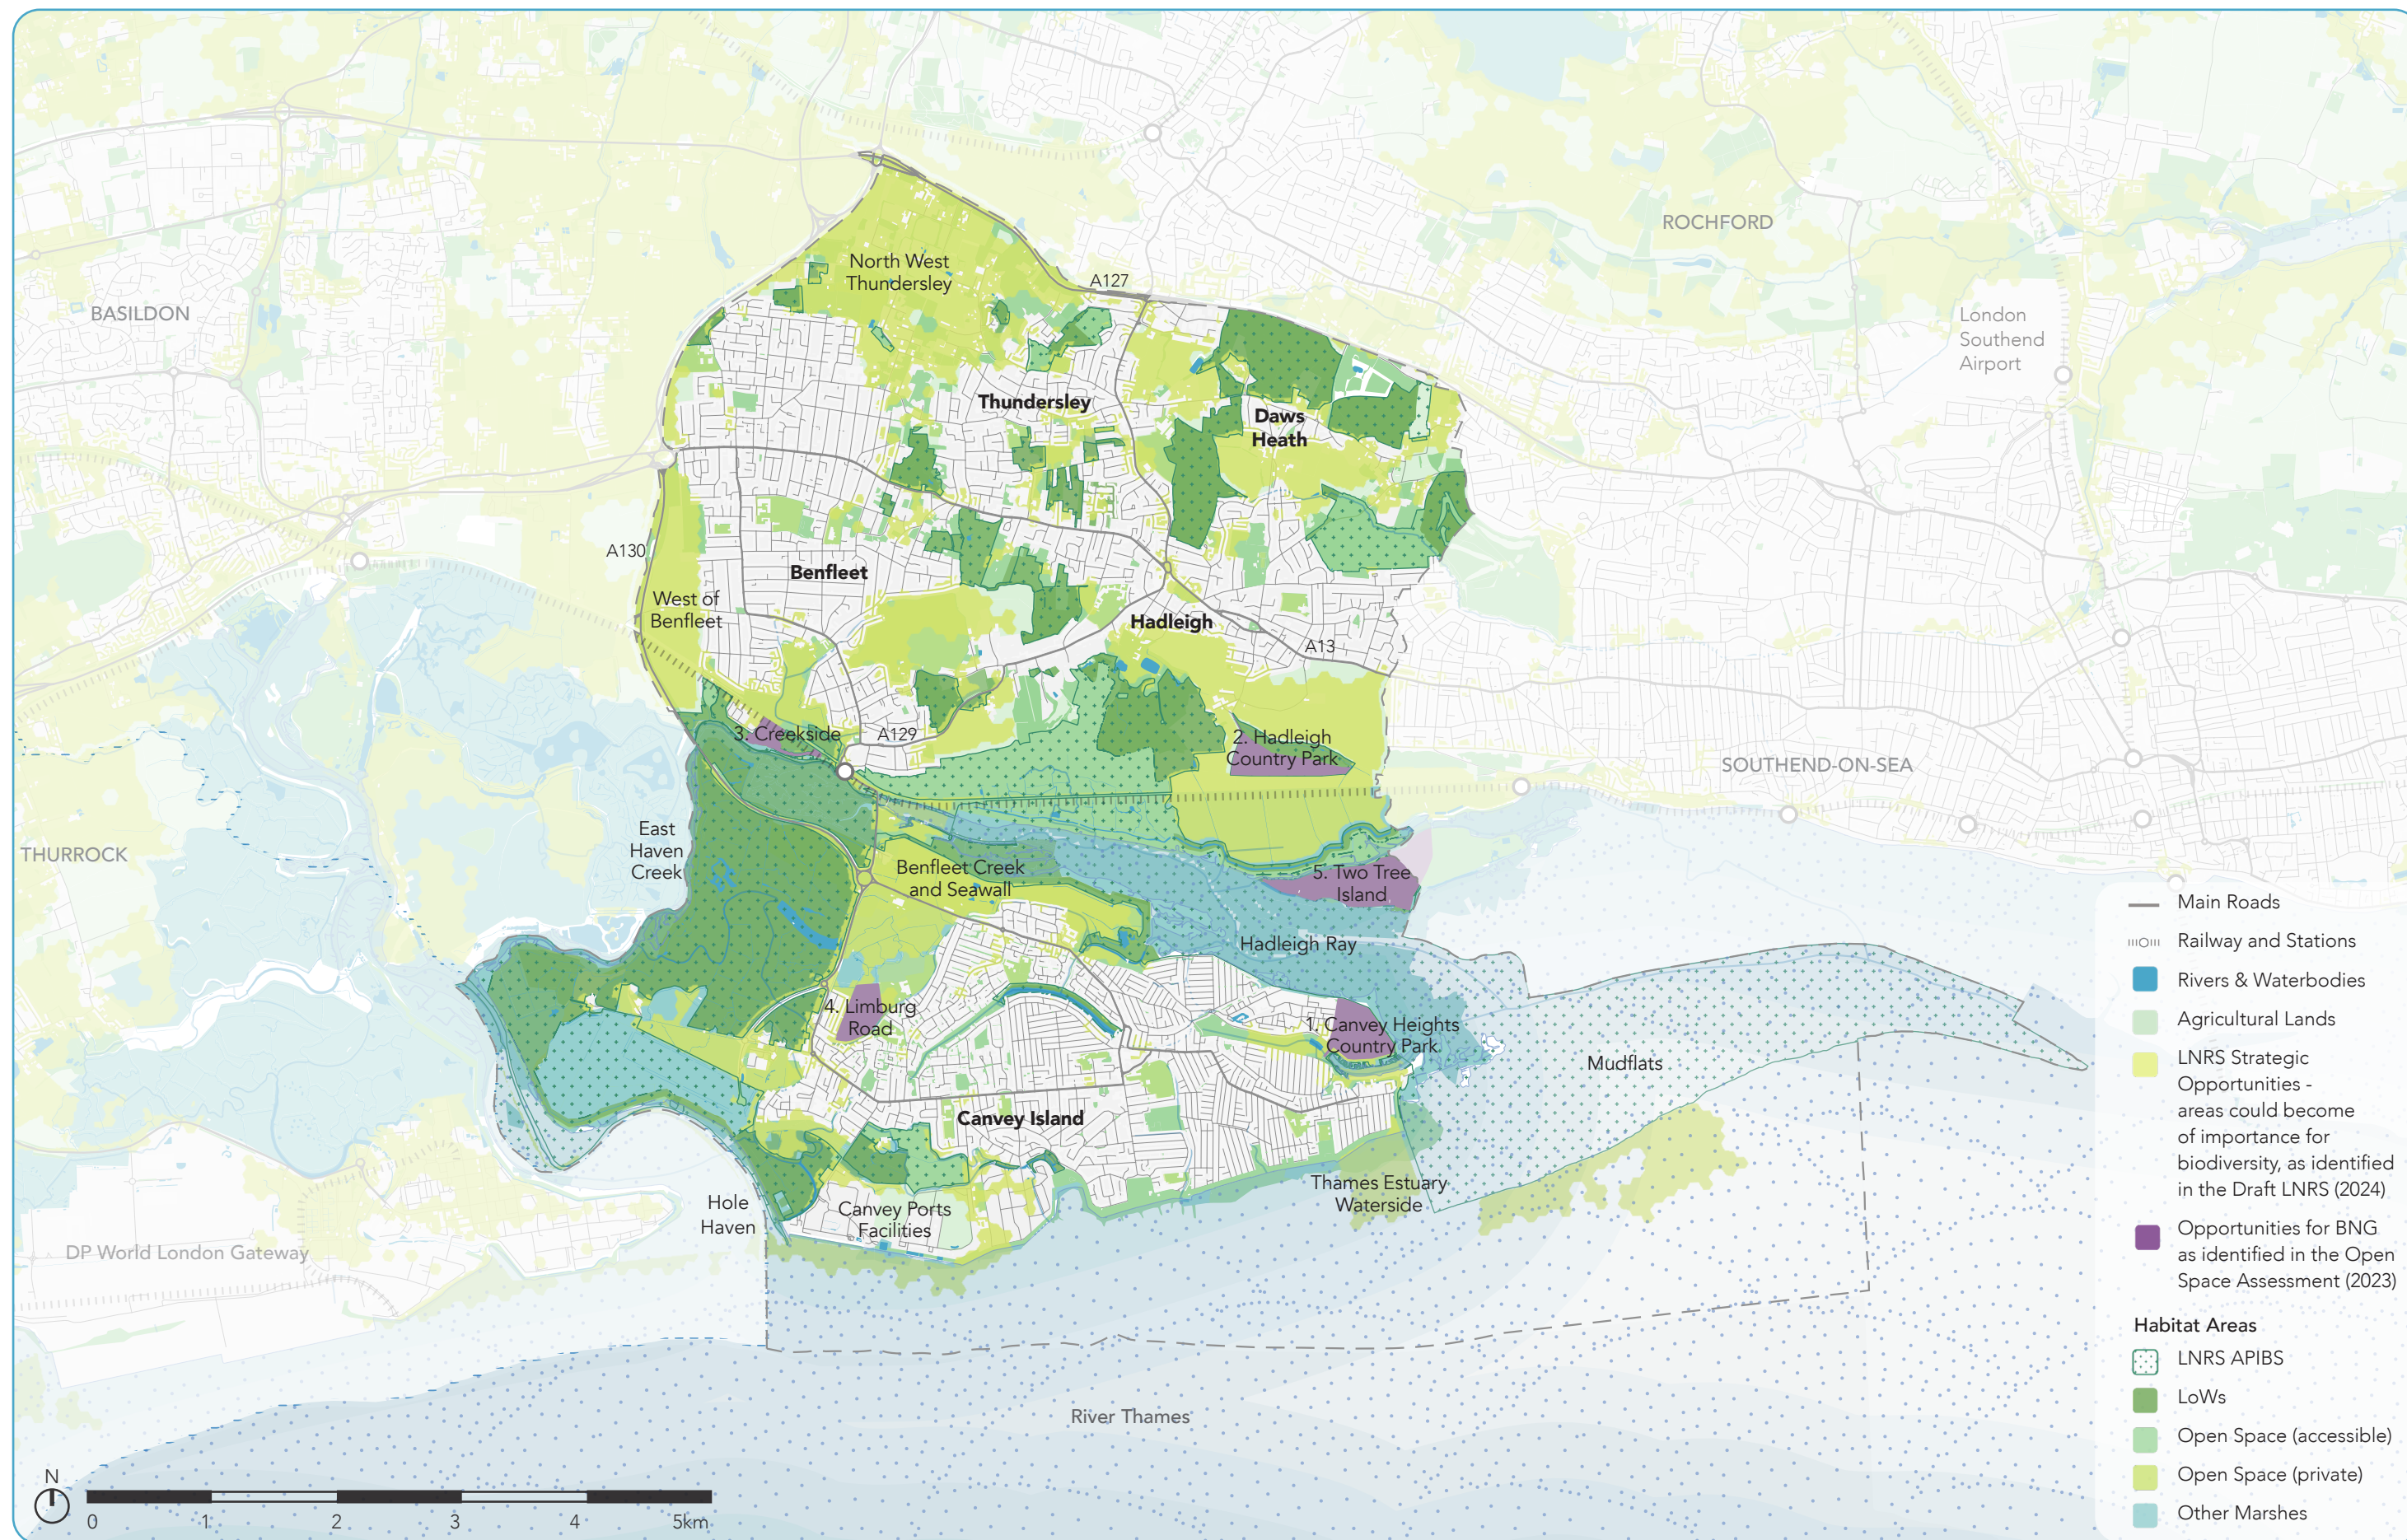 ROCHFORD
North West
Thundersley
A127
BASILDON
London
Southend
Airport
Thundersley
Daws
Heath
A130
Benfleet
West of
Benfleet
Hadleigh
A13
3. Creekside
A129
2. Hadleigh
Country Park
SOUTHEND-ON-SEA
THURROCK
East
Haven
Creek
Benfleet Creek
and Seawall
5. Two Tree
Island
Hadleigh Ray
4. Limburg
Road
1. Canvey Heights
Country Park
Mudflats
Canvey Island
Thames Estuary
Waterside
Hole
Haven
Canvey Ports
Facilities
DP World London Gateway
River Thames
N
0 1 2 3 4 5km
Main Roads
Railway and Stations
Rivers & Waterbodies
Agricultural Lands
LNRS Strategic
Opportunities -
areas could become
of importance for
biodiversity, as identified
in the Draft LNRS (2024)
Opportunities for BNG
as identified in the Open
Space Assessment (2023)
Habitat Areas
LNRS APIBS
LoWs
Open Space (accessible)
Open Space (private)
Other Marshes